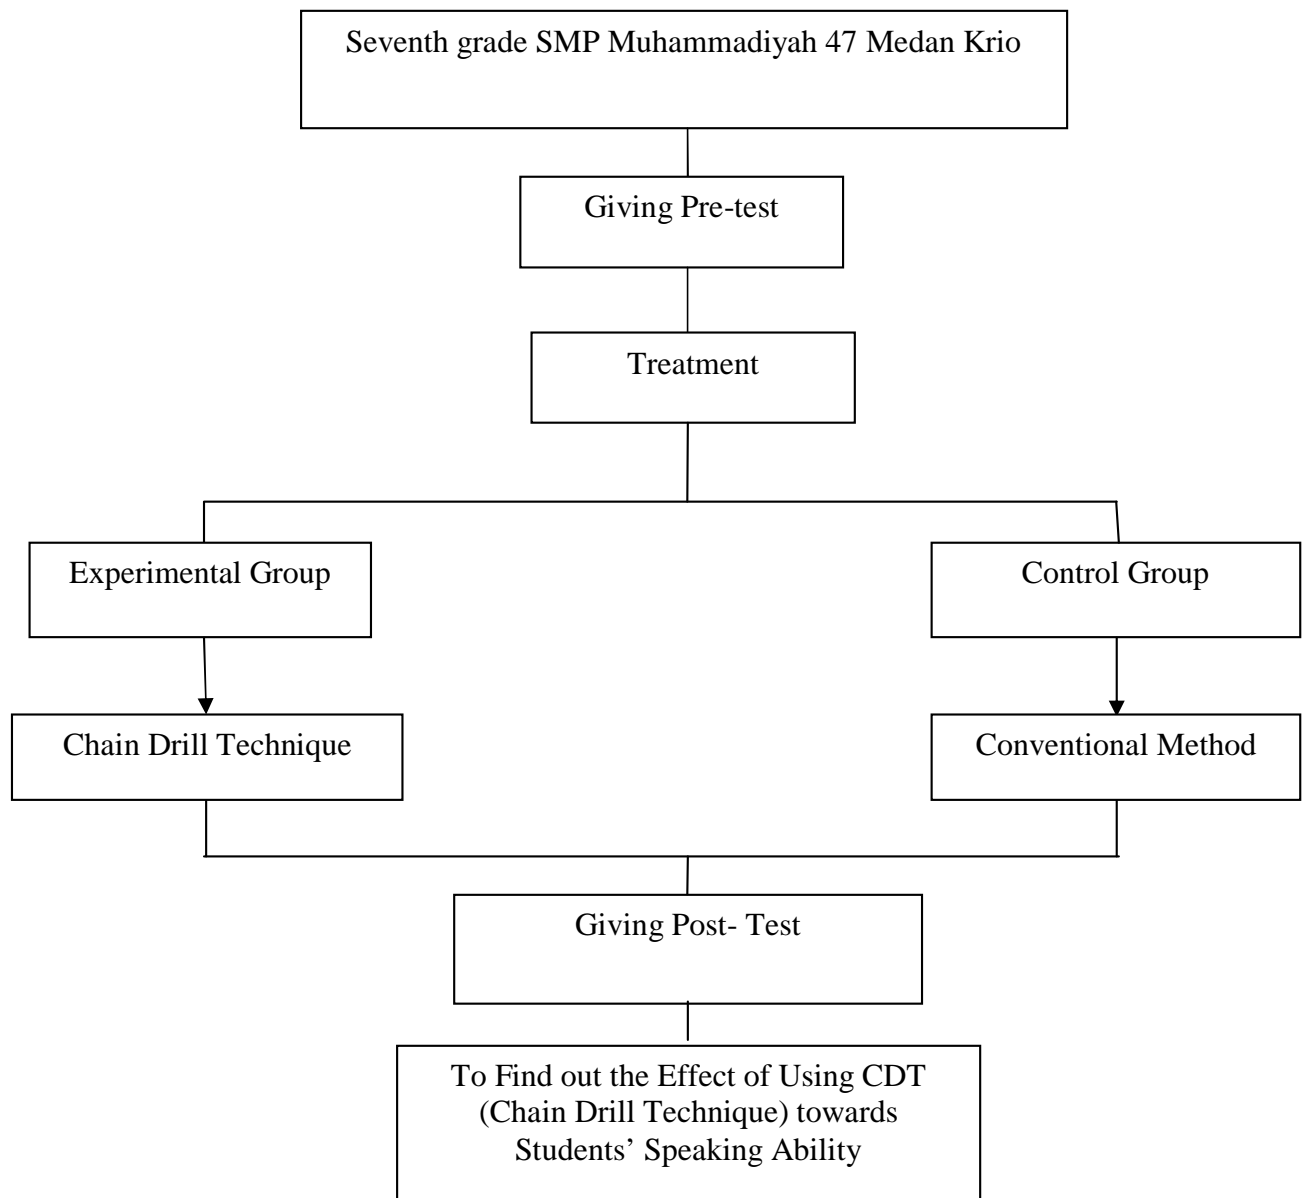 Seventh grade SMP Muhammadiyah 47 Medan Krio
Giving Pre-test
Treatment
Experimental Group
Control Group
Chain Drill Technique
Conventional Method
Giving Post- Test
To Find out the Effect of Using CDT
(Chain Drill Technique) towards
Students’ Speaking Ability